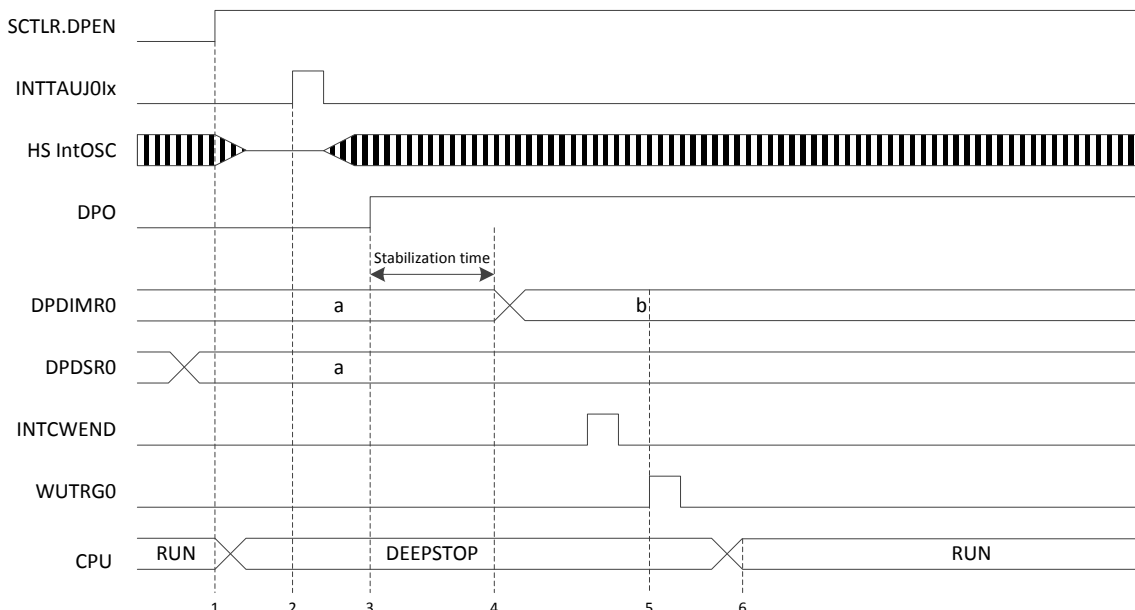 SCTLR.DPEN
INTTAUJ0Ix
HS IntOSC
DPO
Stabilization time
DPDIMR0 a b
DPDSR0 a
INTCWEND
WUTRG0
CPU RUN DEEPSTOP RUN
1 2 3 4 5 6